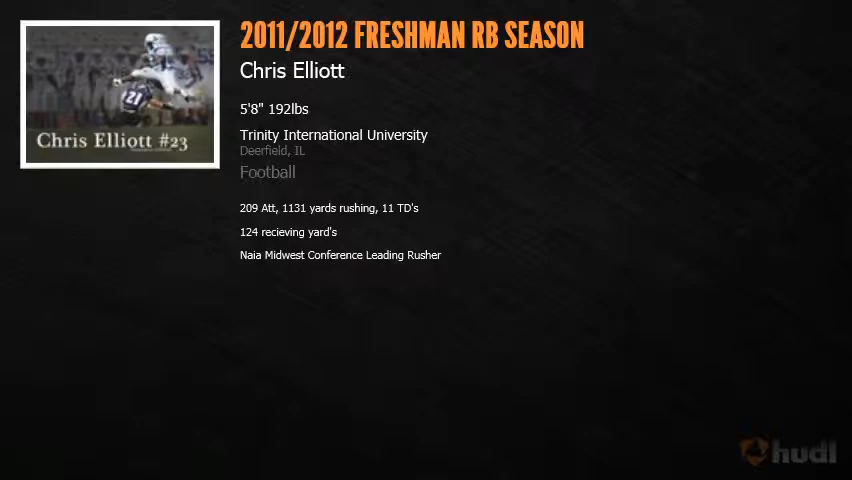 2011/2012 FRESHMAN RB SEASON
Chris Elliott
5'8" 192lbs
Trinity International University
Deerfield, IL
Football
209 Att, 1131 yards rushing, 11 TD's
124 recieving yard's
Naia Midwest Conference Leading Rusher
21
Chris Elliott #23
hudl